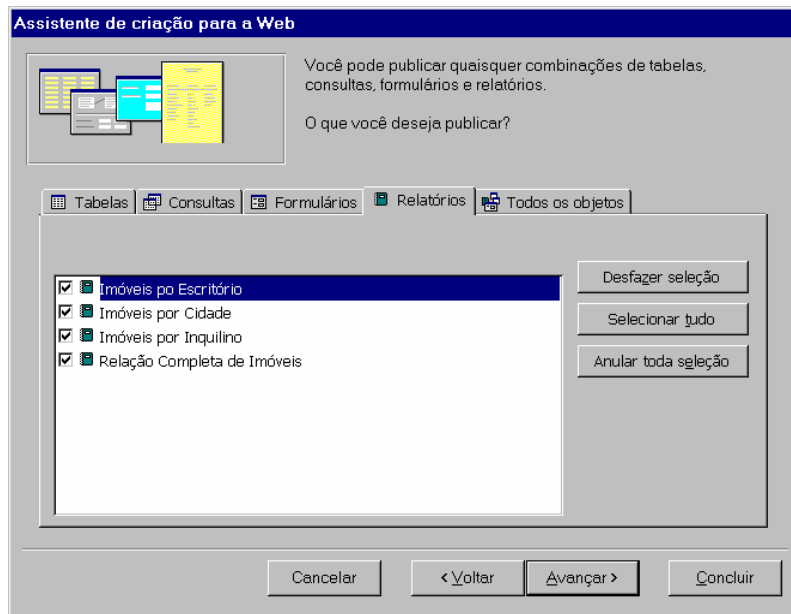 Assistente de criação para a Web
Você pode publicar quaisquer combinações de tabelas,
consultas, formulários e relatórios.
O que você deseja publicar?
Tabelas Consultas Formulários Relatórios Todos os objetos
Imóveis po Escritório
Imóveis por Cidade
Imóveis por Inquilino
Relação Completa de Imóveis
Desfazer seleção
Selecionar tudo
Anular toda seleção
Cancelar < Voltar Avançar > Concluir